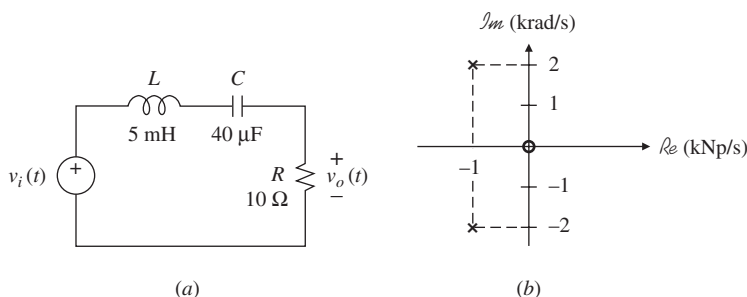 ℐm (krad/s)
L C
5 mH 40 µF
v_i(t) +
R 10 Ω
+ v_o(t) −
2
1
−1
−1
−2
ℛe (kNp/s)
(a) (b)